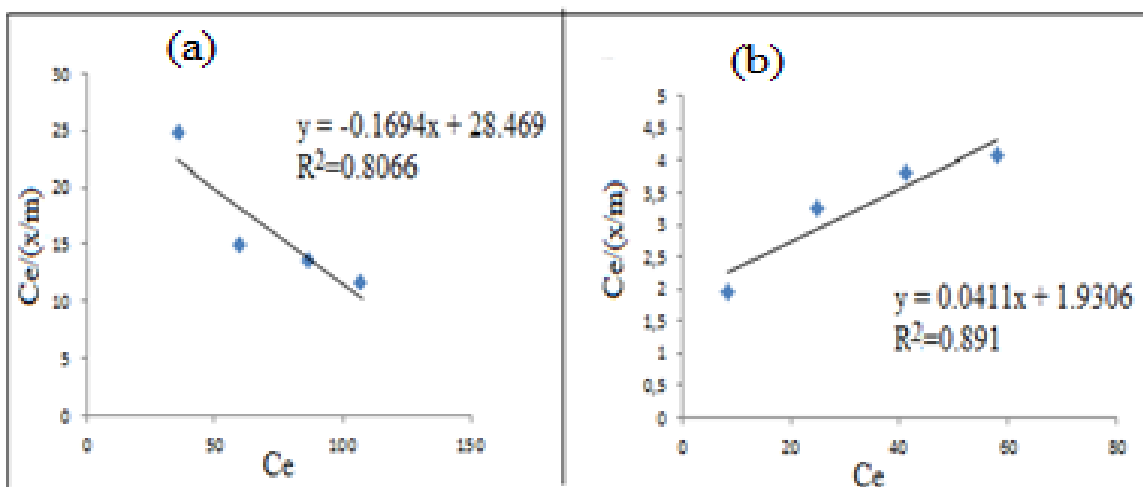 (a)
30
25
20
15
10
5
0
Ce/(x/m)
y = -0.1694x + 28.469
R²=0.8066
0 50 100 150
Ce
(b)
5
4,5
4
3,5
3
2,5
2
1,5
1
0,5
0
Ce/(x/m)
y = 0.0411x + 1.9306
R²=0.891
0 20 40 60 80
Ce